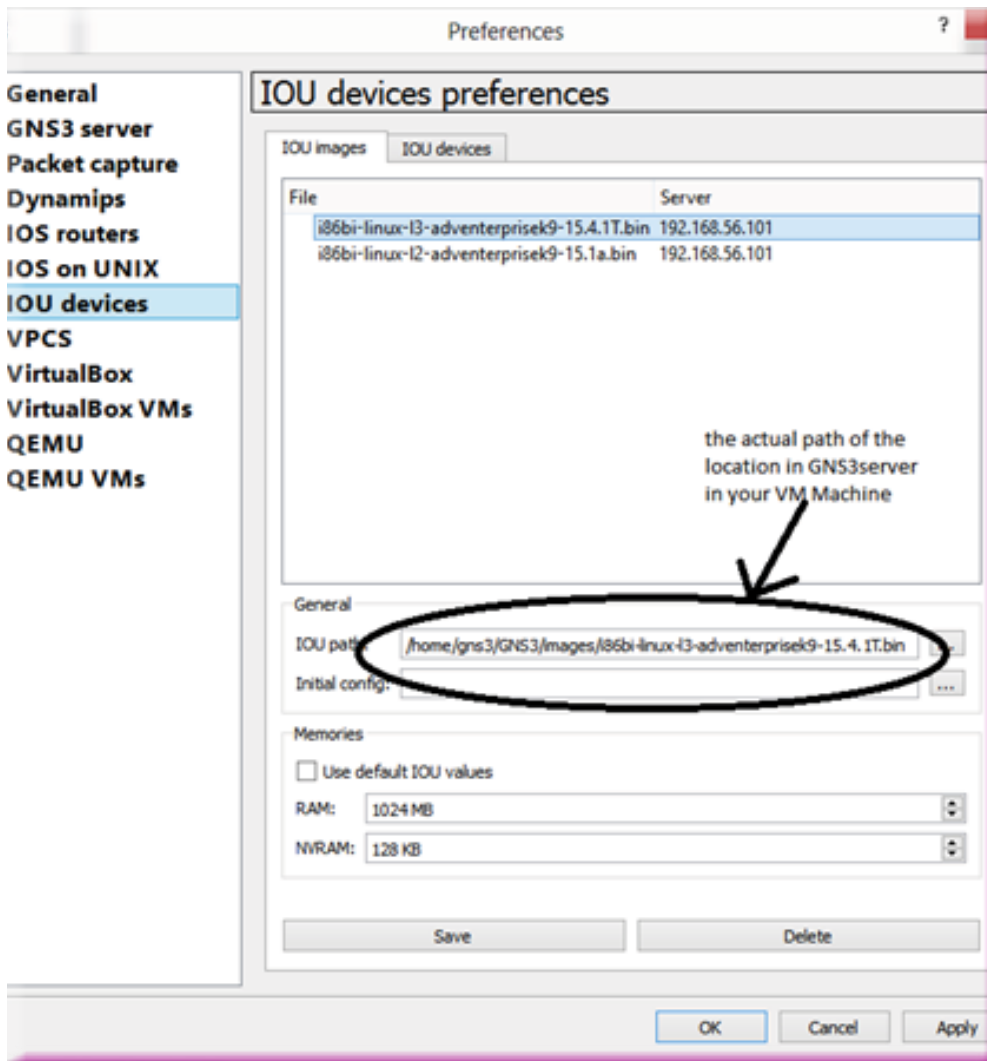 Preferences
?
General
GNS3 server
Packet capture
Dynamips
IOS routers
IOS on UNIX
IOU devices
VPCS
VirtualBox
VirtualBox VMs
QEMU
QEMU VMs
IOU devices preferences
IOU images IOU devices
File Server
i86bi-linux-l3-adventerprisek9-15.4.1T.bin 192.168.56.101
i86bi-linux-l2-adventerprisek9-15.1a.bin 192.168.56.101
the actual path of the
location in GNS3server
in your VM Machine
General
IOU path: /home/gns3/GNS3/images/i86bi-linux-l3-adventerprisek9-15.4.1T.bin ...
Initial config: ...
Memories
Use default IOU values
RAM: 1024 MB
NVRAM: 128 KB
Save Delete
OK Cancel Apply